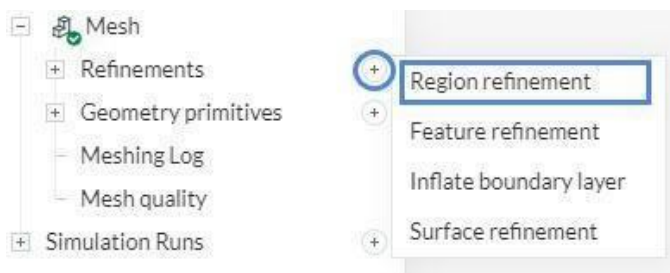 Mesh
Refinements
Geometry primitives
Meshing Log
Mesh quality
Simulation Runs
Region refinement
Feature refinement
Inflate boundary layer
Surface refinement